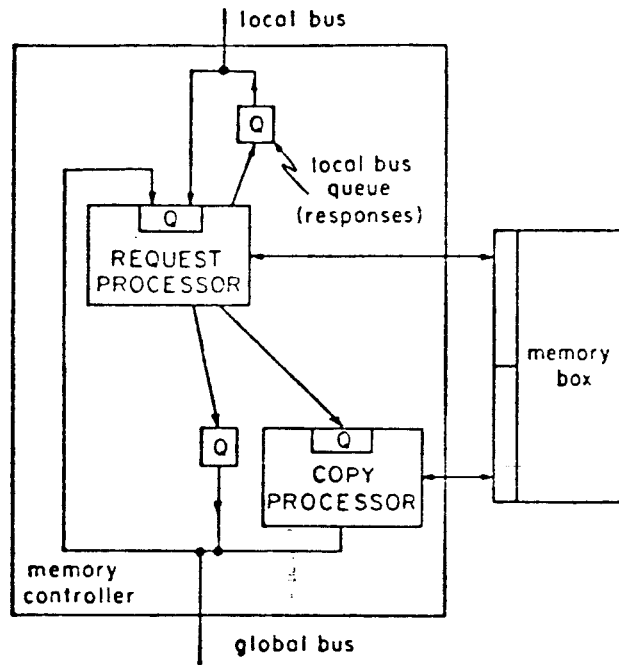 local bus
Q
local bus
queue
(responses)
Q
REQUEST
PROCESSOR
memory
box
Q
Q
COPY
PROCESSOR
memory
controller
global bus